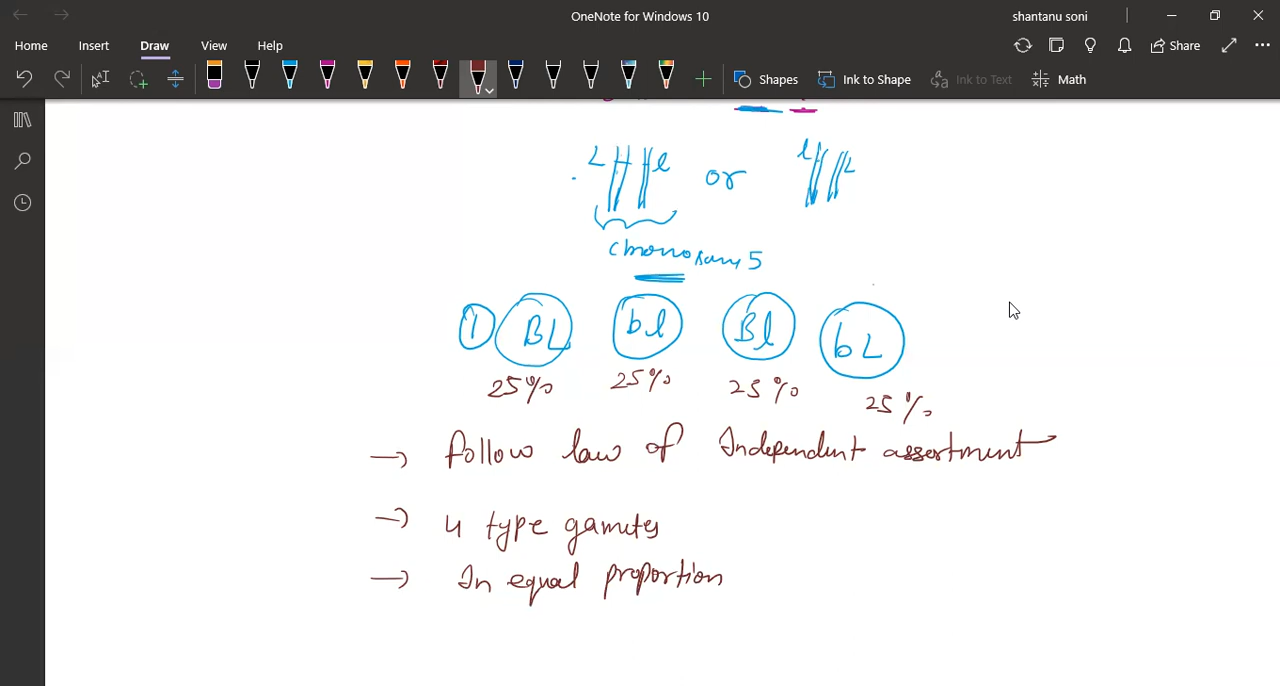 OneNote for Windows 10
shantanu soni
Home Insert Draw View Help
Share
Shapes Ink to Shape Ink to Text Math
L l or l L
Chromosome 5
1 BL bl Bl bL
25% 25% 25% 25%
→ follow law of Independent assertment
→ 4 type gametes
→ In equal proportion